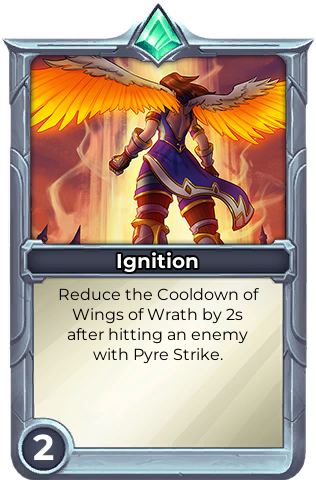 Ignition
Reduce the Cooldown of
Wings of Wrath by 2s
after hitting an enemy
with Pyre Strike.
2